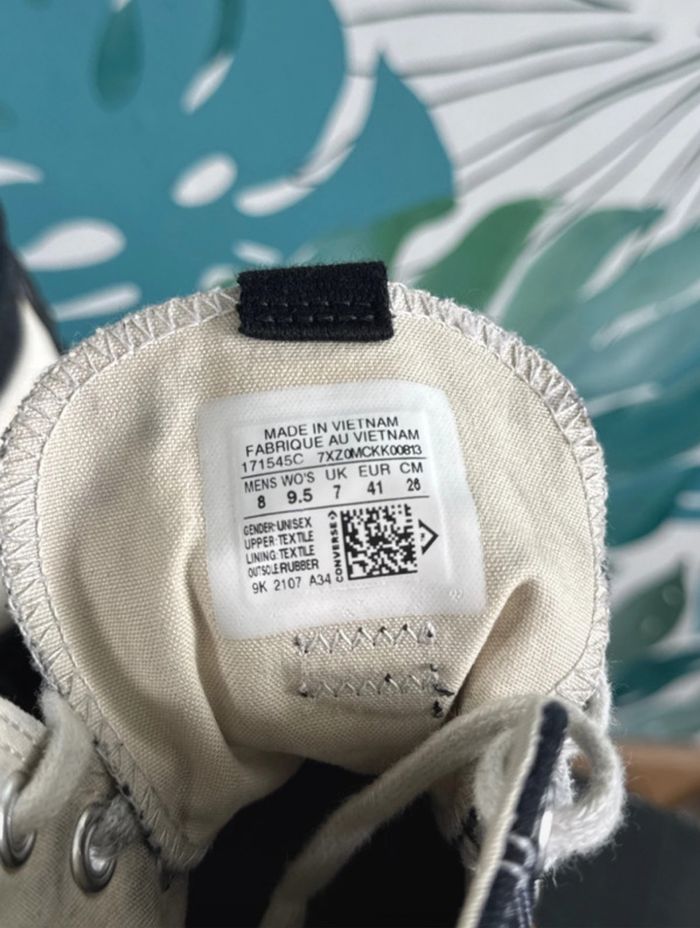 MADE IN VIETNAM
FABRIQUE AU VIETNAM
171545C 7XZ0MCKK00813
MENS WO'S UK EUR CM
8 9.5 7 41 26
GENDER:UNISEX
UPPER:TEXTILE
LINING:TEXTILE
OUTSOLE:RUBBER
9K 2107 A34
CONVERSE